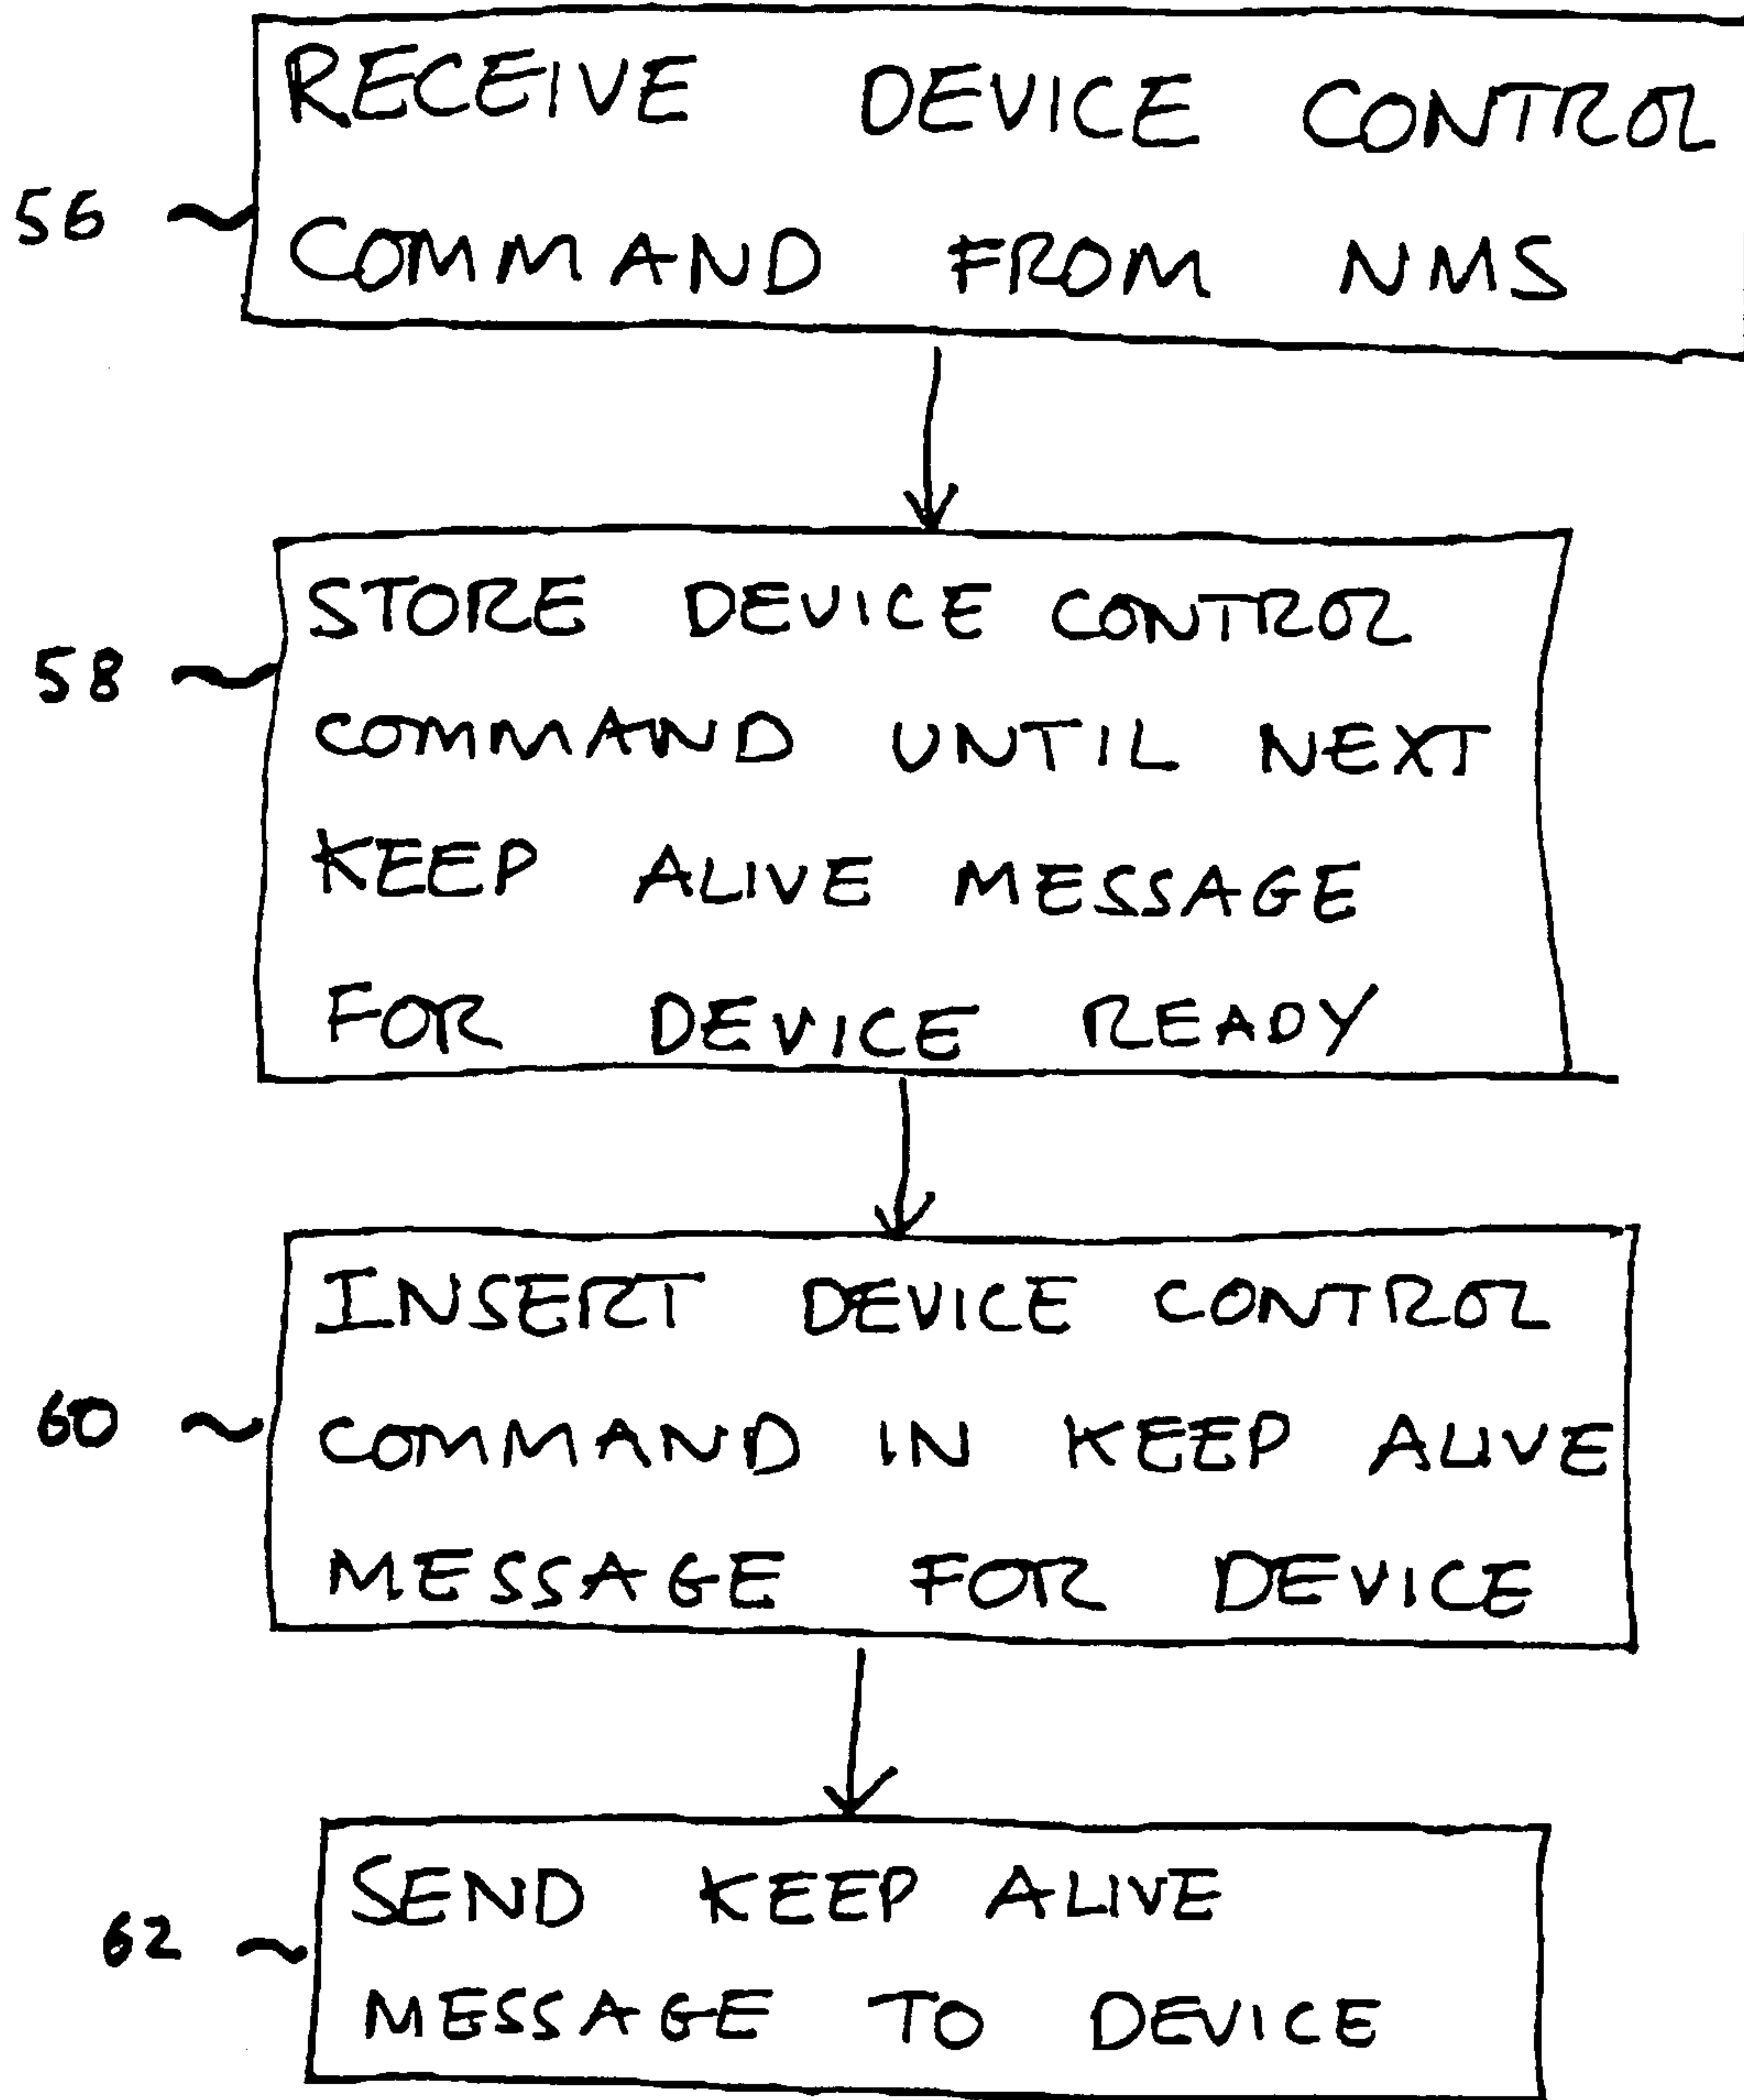 RECEIVE DEVICE CONTROL
56
COMMAND FROM NMS
STORE DEVICE CONTROL
58
COMMAND UNTIL NEXT
KEEP ALIVE MESSAGE
FOR DEVICE READY
INSERT DEVICE CONTROL
60
COMMAND IN KEEP ALIVE
MESSAGE FOR DEVICE
SEND KEEP ALIVE
62
MESSAGE TO DEVICE